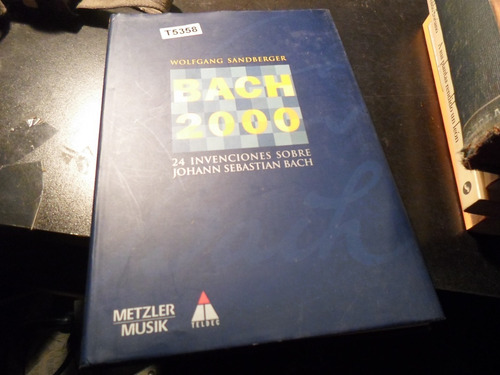 T5358
WOLFGANG SANDBERGER
BACH
2000
24 INVENCIONES SOBRE
JOHANN SEBASTIAN BACH
METZLER
MUSIK
TELDEC